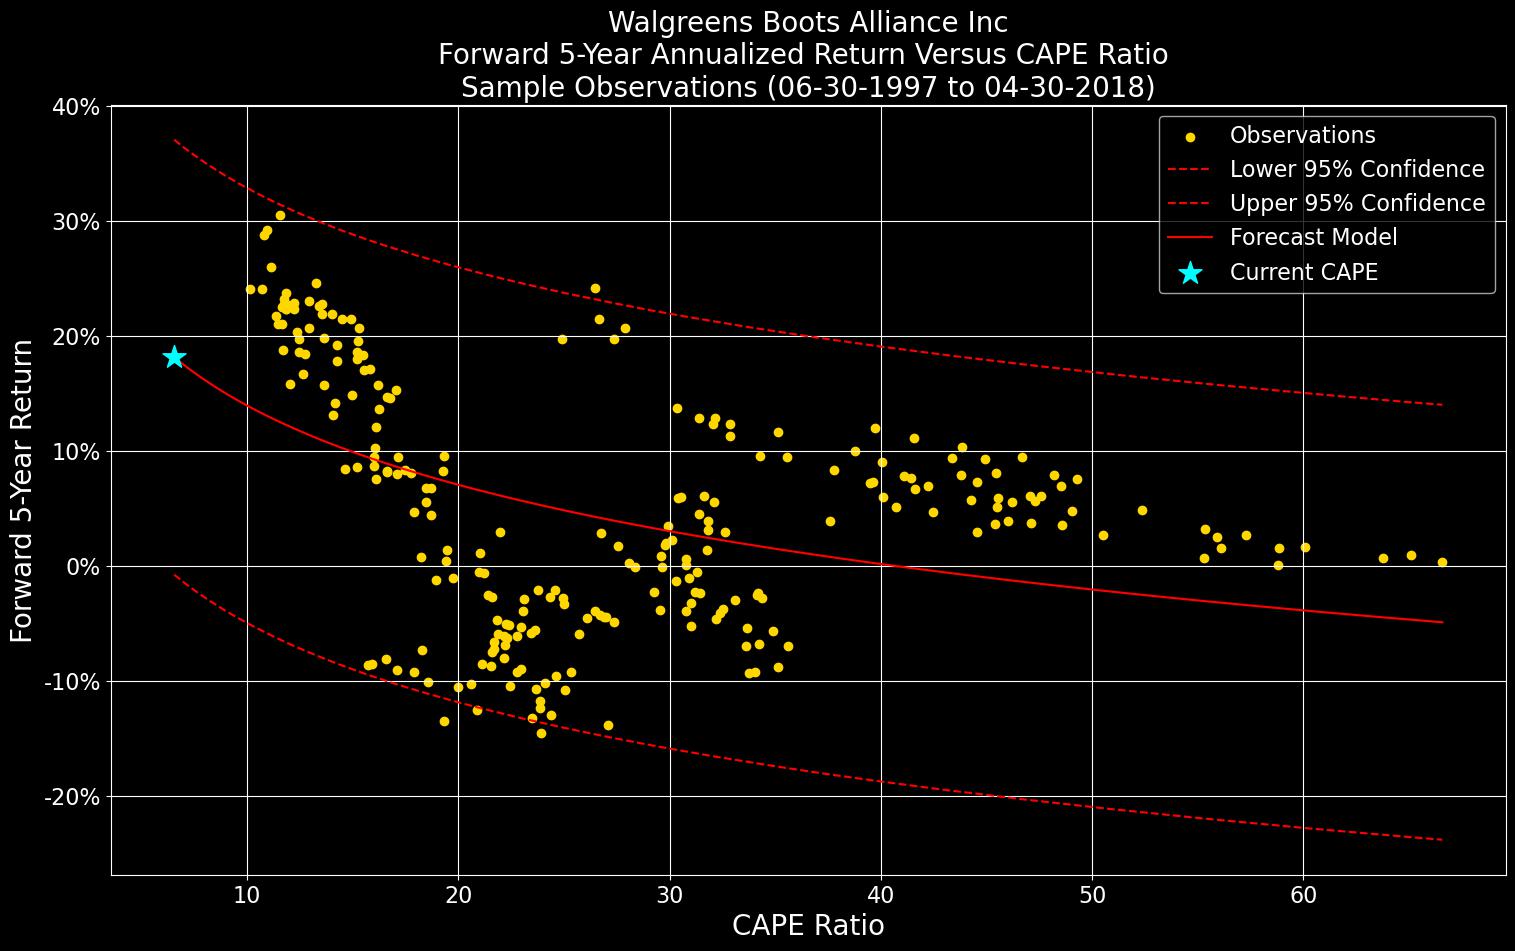 Walgreens Boots Alliance Inc
Forward 5-Year Annualized Return Versus CAPE Ratio
Sample Observations (06-30-1997 to 04-30-2018)
40%
30%
20%
10%
0%
-10%
-20%
Forward 5-Year Return
Observations
Lower 95% Confidence
Upper 95% Confidence
Forecast Model
Current CAPE
10 20 30 40 50 60
CAPE Ratio